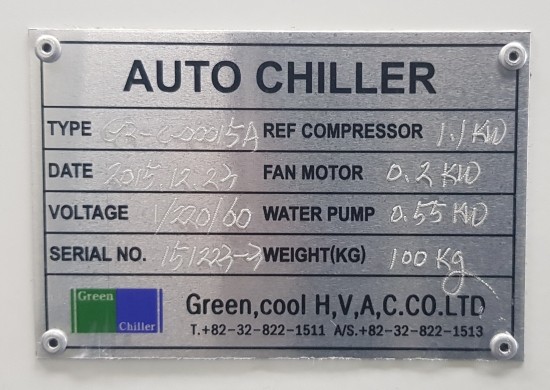 AUTO CHILLER
TYPE REF COMPRESSOR 1.1 KW
DATE 2015.12.23 FAN MOTOR 0.2 KW
VOLTAGE 1/220/60 WATER PUMP 0.55 KW
SERIAL NO. 151223-3 WEIGHT(KG) 100 Kg
Green Chiller
Green,cool H,V,A,C.CO.LTD
T.+82-32-822-1511 A/S.+82-32-822-1513